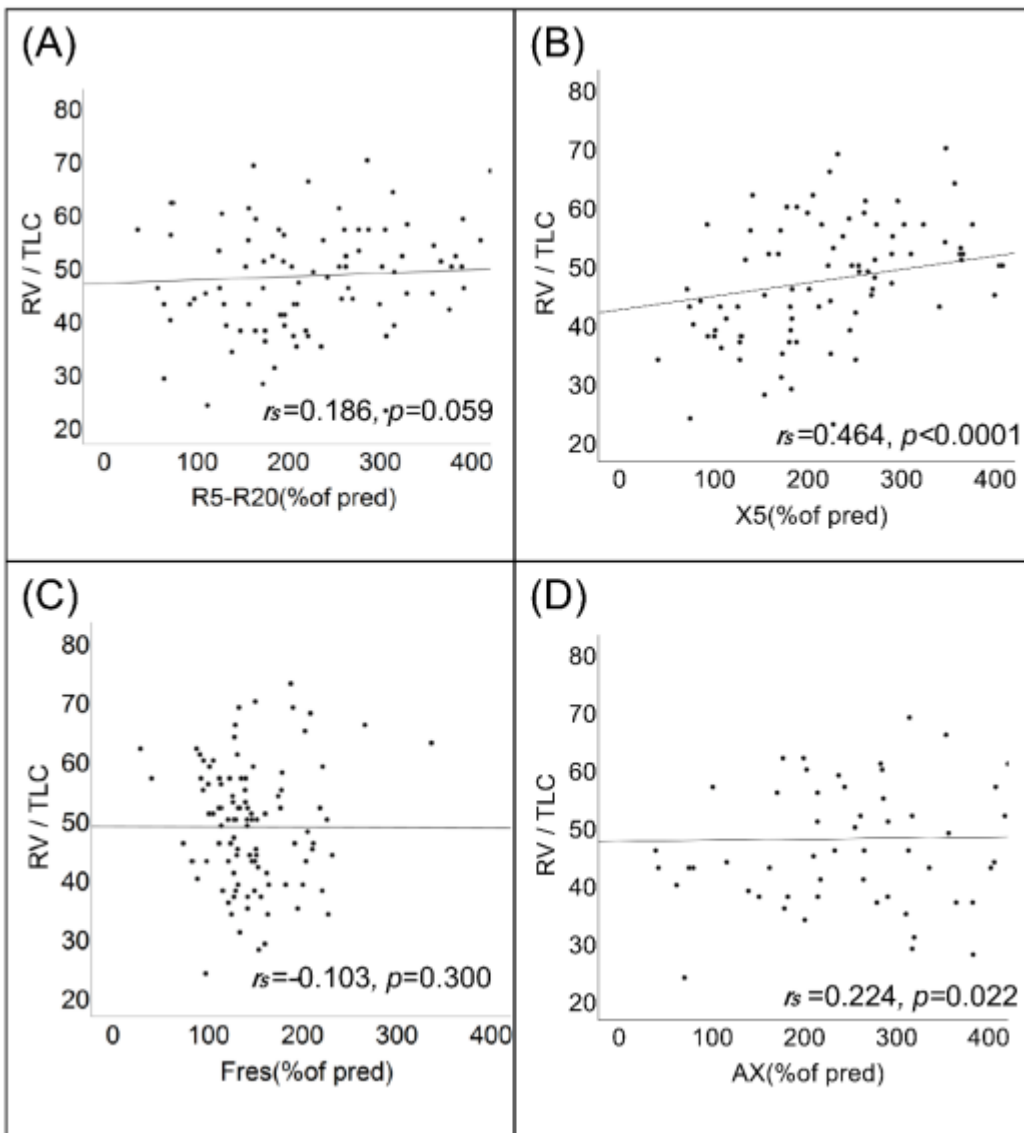 (A)
80
70
60
50
40
30
20
RV / TLC
rs=0.186, p=0.059
0 100 200 300 400
R5-R20(%of pred)
(B)
80
70
60
50
40
30
20
RV / TLC
rs=0.464, p<0.0001
0 100 200 300 400
X5(%of pred)
(C)
80
70
60
50
40
30
20
RV / TLC
rs=-0.103, p=0.300
0 100 200 300 400
Fres(%of pred)
(D)
80
70
60
50
40
30
20
RV / TLC
rs=0.224, p=0.022
0 100 200 300 400
AX(%of pred)